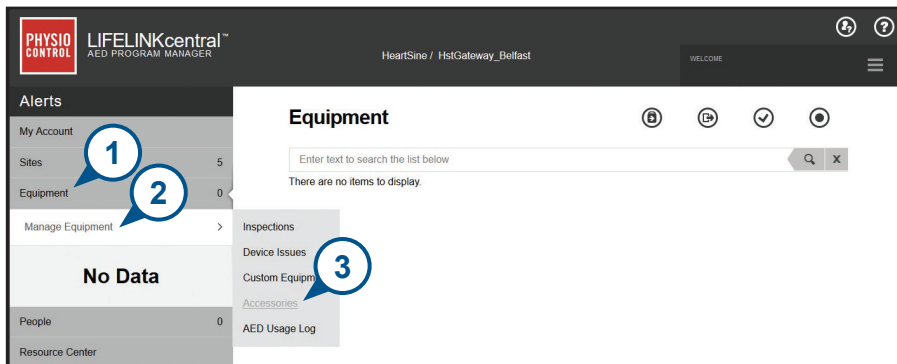 PHYSIO
CONTROL
LIFELINKcentral™
AED PROGRAM MANAGER
HeartSine / HstGateway_Belfast
WELCOME
Alerts
My Account
Sites 5
Equipment 0
Manage Equipment >
No Data
People 0
Resource Center
1
2
Equipment
Enter text to search the list below
X
There are no items to display.
Inspections
Device Issues
Custom Equipm
Accessories
AED Usage Log
3